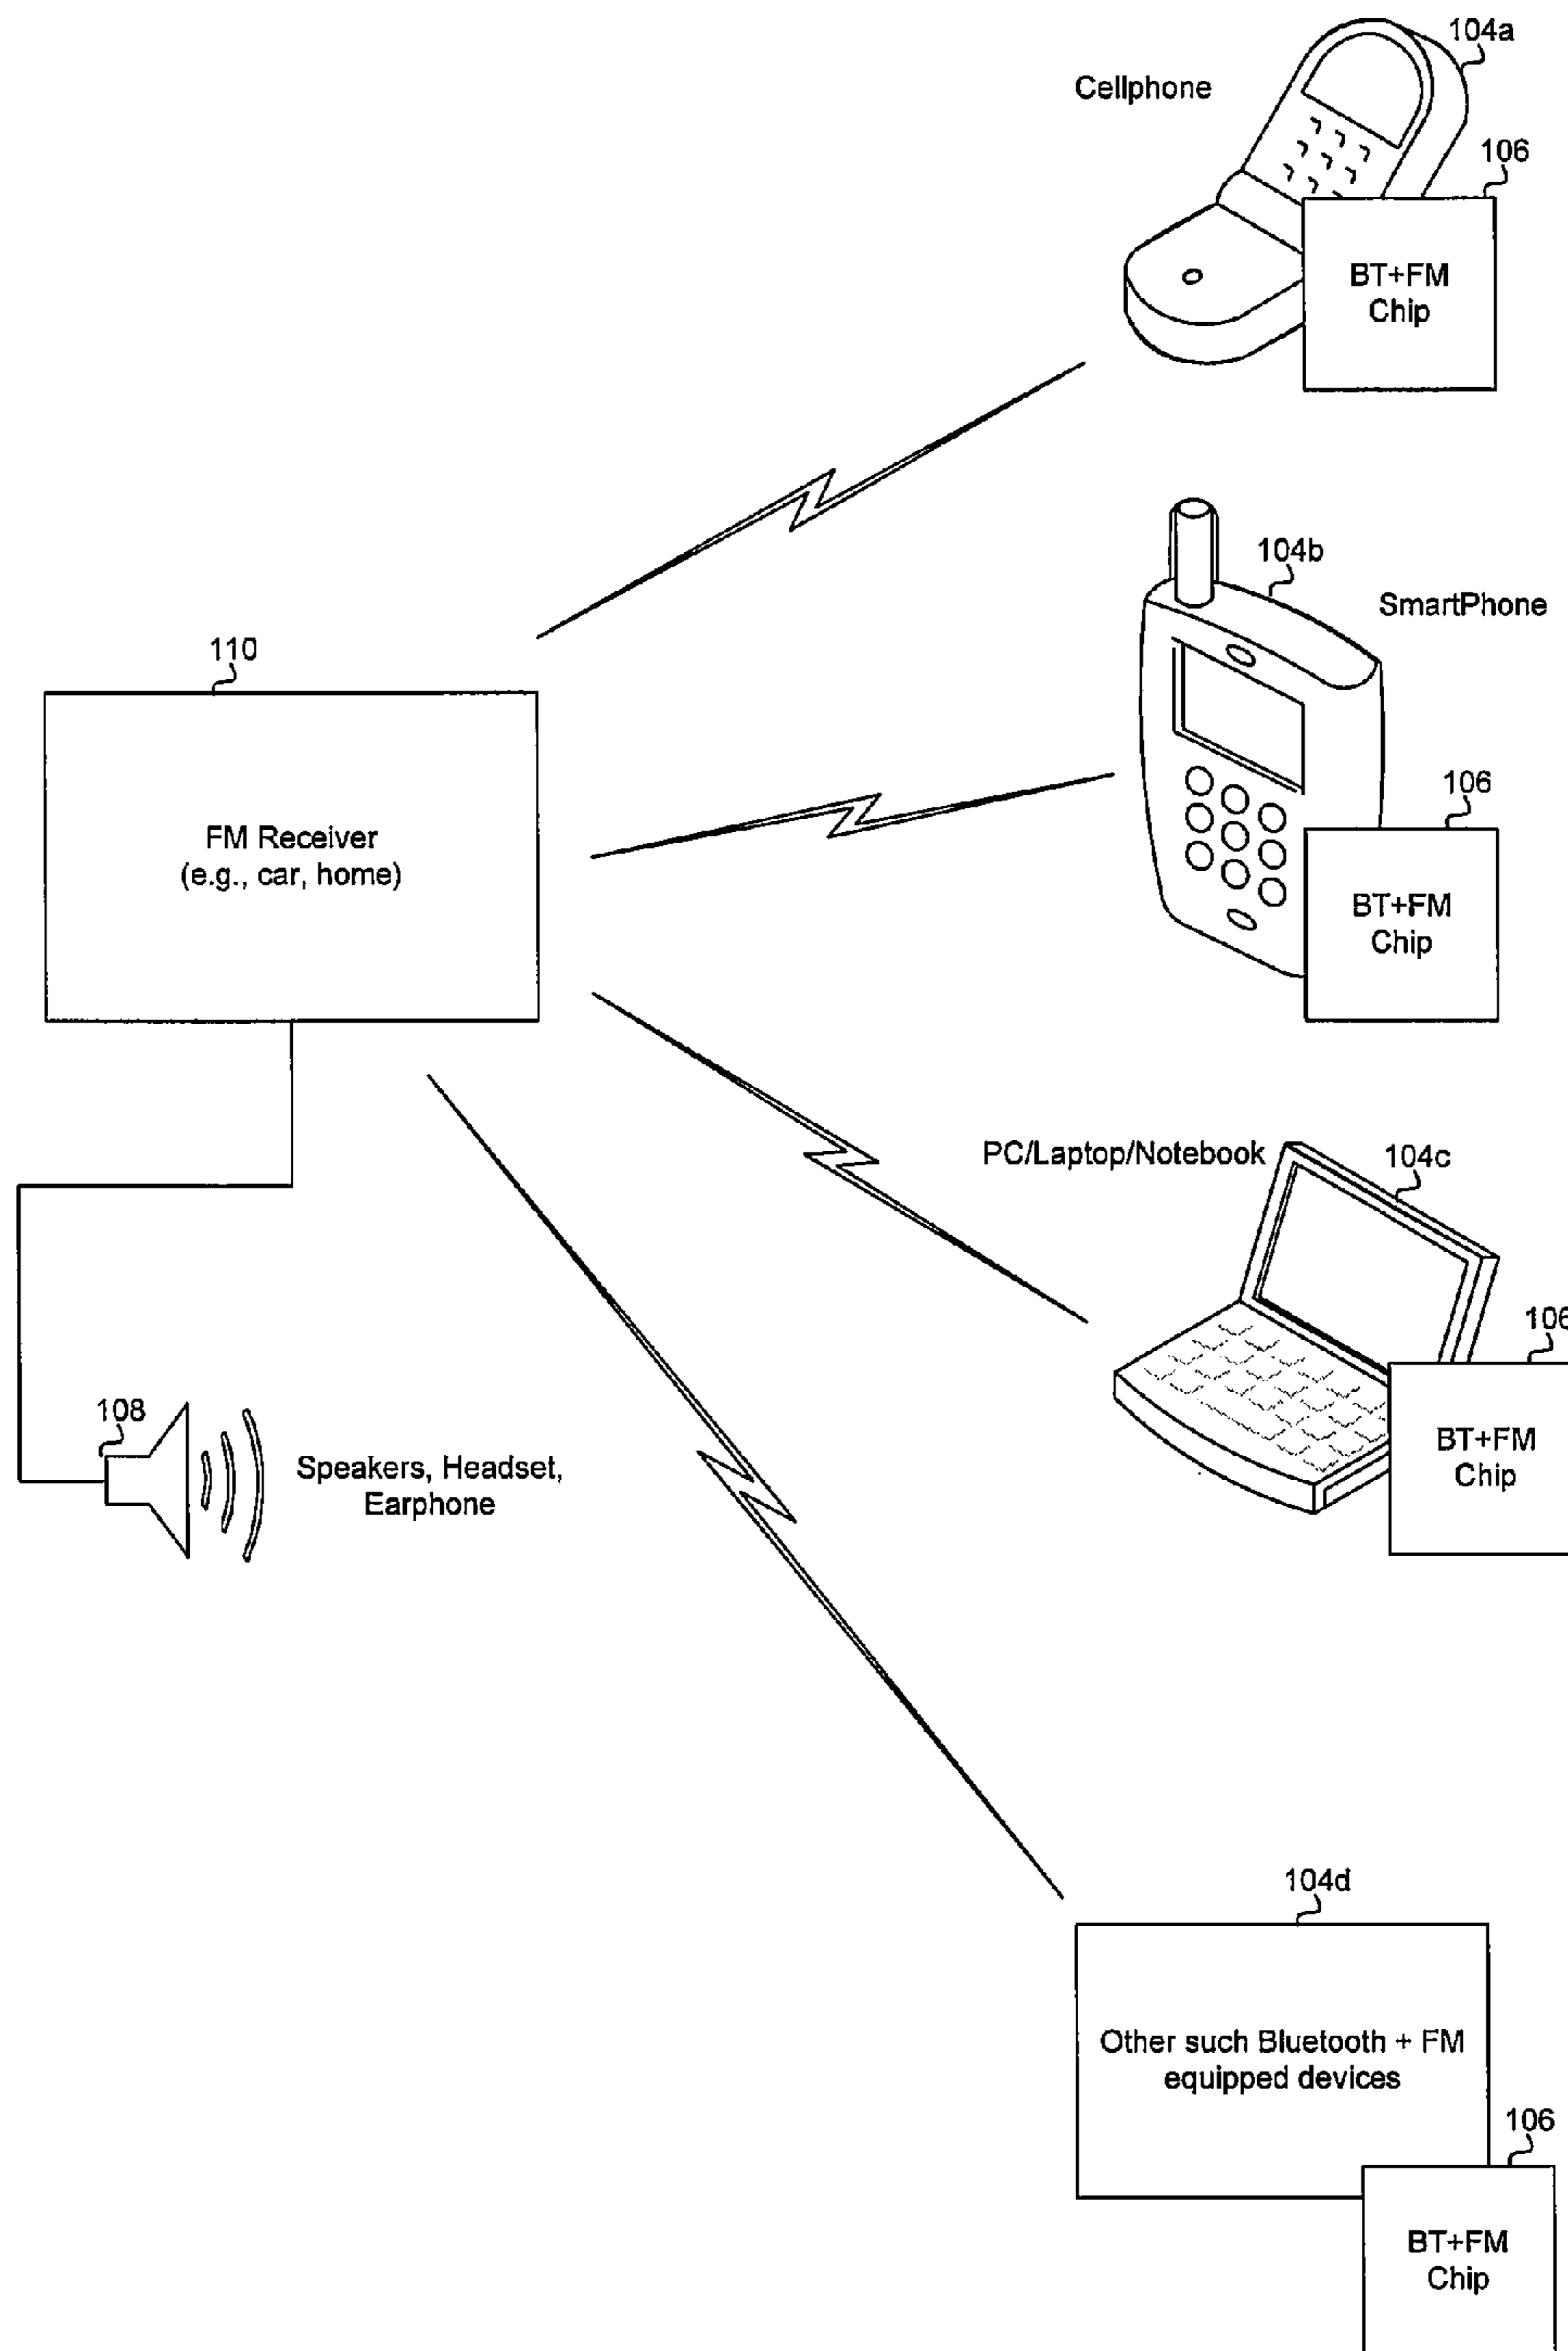 104a
Cellphone
106
BT+FM
Chip
104b
SmartPhone
110
FM Receiver
(e.g., car, home)
106
BT+FM
Chip
PC/Laptop/Notebook
104c
106
BT+FM
Chip
108
Speakers, Headset,
Earphone
104d
Other such Bluetooth + FM
equipped devices
106
BT+FM
Chip